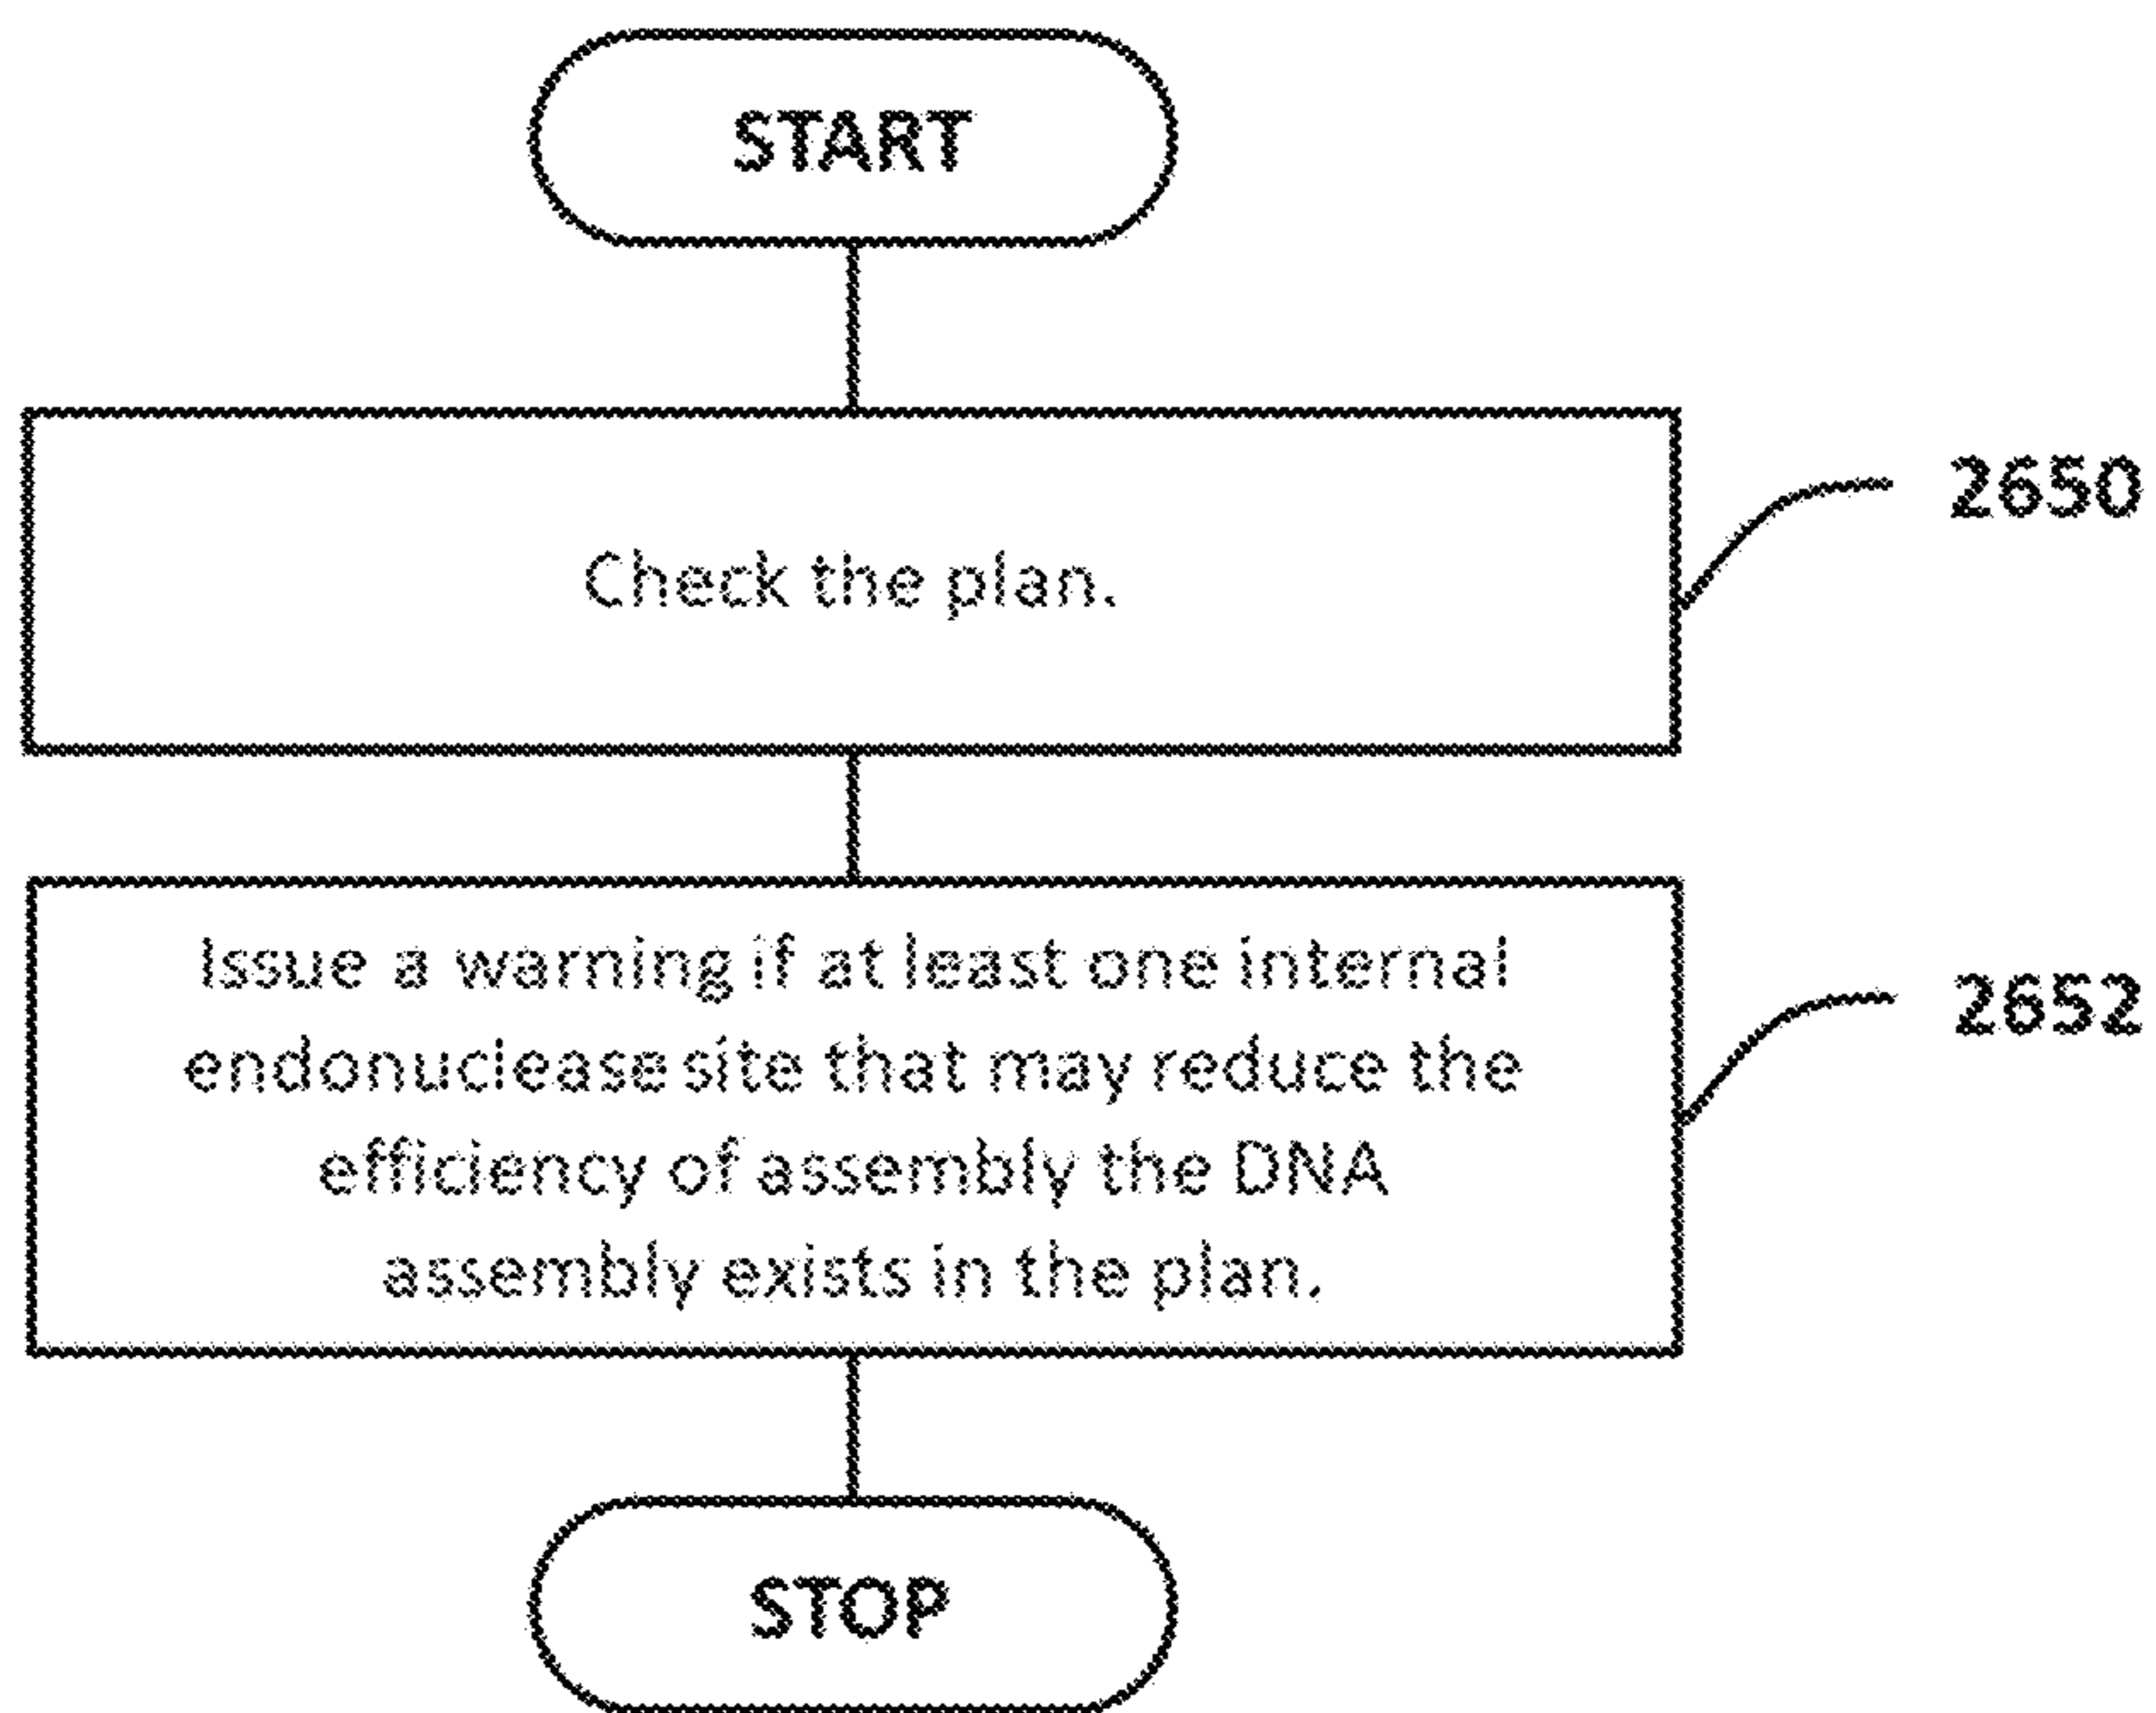 START
Check the plan.
2650
Issue a warning if at least one internal
endonuclease site that may reduce the
efficiency of assembly the DNA
assembly exists in the plan.
2652
STOP